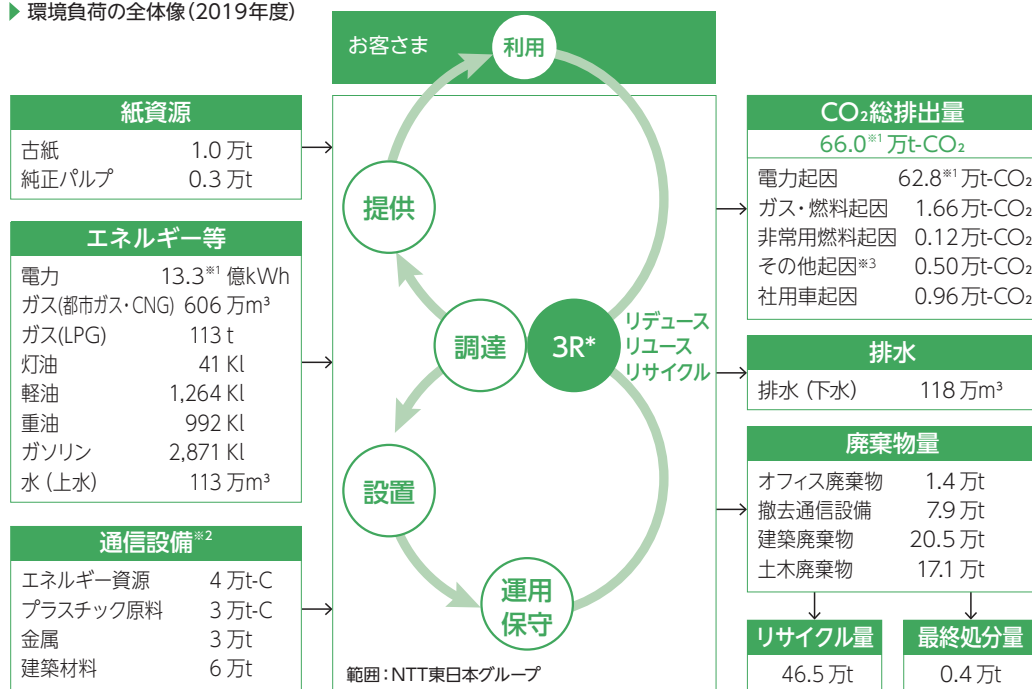 ▶ 環境負荷の全体像(2019年度)
お客さま
利用
紙資源
古紙 1.0 万t
純正パルプ 0.3 万t
エネルギー等
電力 13.3※1 億kWh
ガス(都市ガス・CNG) 606 万m³
ガス(LPG) 113 t
灯油 41 Kl
軽油 1,264 Kl
重油 992 Kl
ガソリン 2,871 Kl
水(上水) 113 万m³
通信設備※2
エネルギー資源 4 万t-C
プラスチック原料 3 万t-C
金属 3 万t
建築材料 6 万t
提供
調達
3R*
リデュース
リユース
リサイクル
設置
運用
保守
範囲:NTT東日本グループ
CO₂総排出量
66.0※1 万t-CO₂
電力起因 62.8※1 万t-CO₂
ガス・燃料起因 1.66万t-CO₂
非常用燃料起因 0.12万t-CO₂
その他起因※3 0.50万t-CO₂
社用車起因 0.96万t-CO₂
排水
排水(下水) 118 万m³
廃棄物量
オフィス廃棄物 1.4 万t
撤去通信設備 7.9 万t
建築廃棄物 20.5 万t
土木廃棄物 17.1 万t
リサイクル量
46.5 万t
最終処分量
0.4 万t